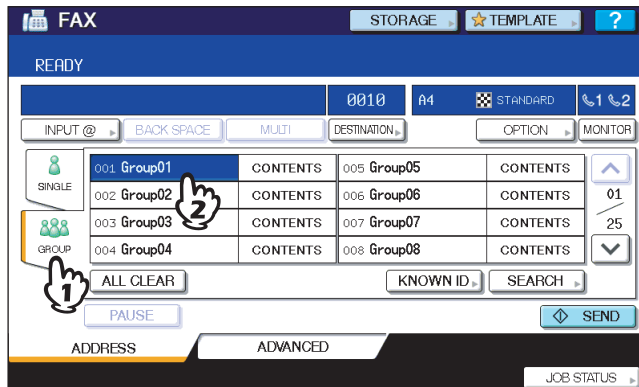 FAX STORAGE TEMPLATE ?
READY
0010 A4 STANDARD 1 2
INPUT @ BACK SPACE MULTI DESTINATION OPTION MONITOR
SINGLE
GROUP
001 Group01 CONTENTS 005 Group05 CONTENTS
002 Group02 CONTENTS 006 Group06 CONTENTS
003 Group03 CONTENTS 007 Group07 CONTENTS
004 Group04 CONTENTS 008 Group08 CONTENTS
01
25
2
1
ALL CLEAR KNOWN ID SEARCH
PAUSE SEND
ADDRESS ADVANCED
JOB STATUS